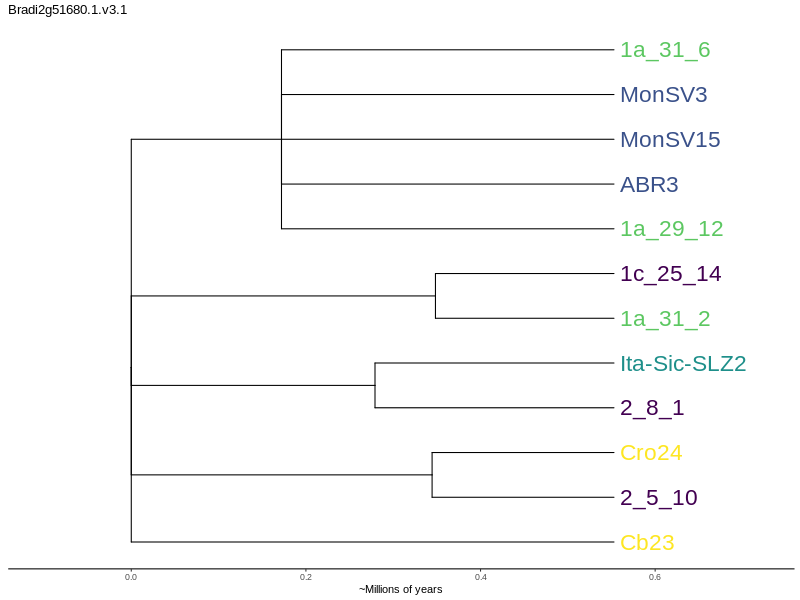 Bradi2g51680.1.v3.1
1a_31_6
MonSV3
MonSV15
ABR3
1a_29_12
1c_25_14
1a_31_2
Ita-Sic-SLZ2
2_8_1
Cro24
2_5_10
Cb23
0.0 0.2 0.4 0.6
~Millions of years